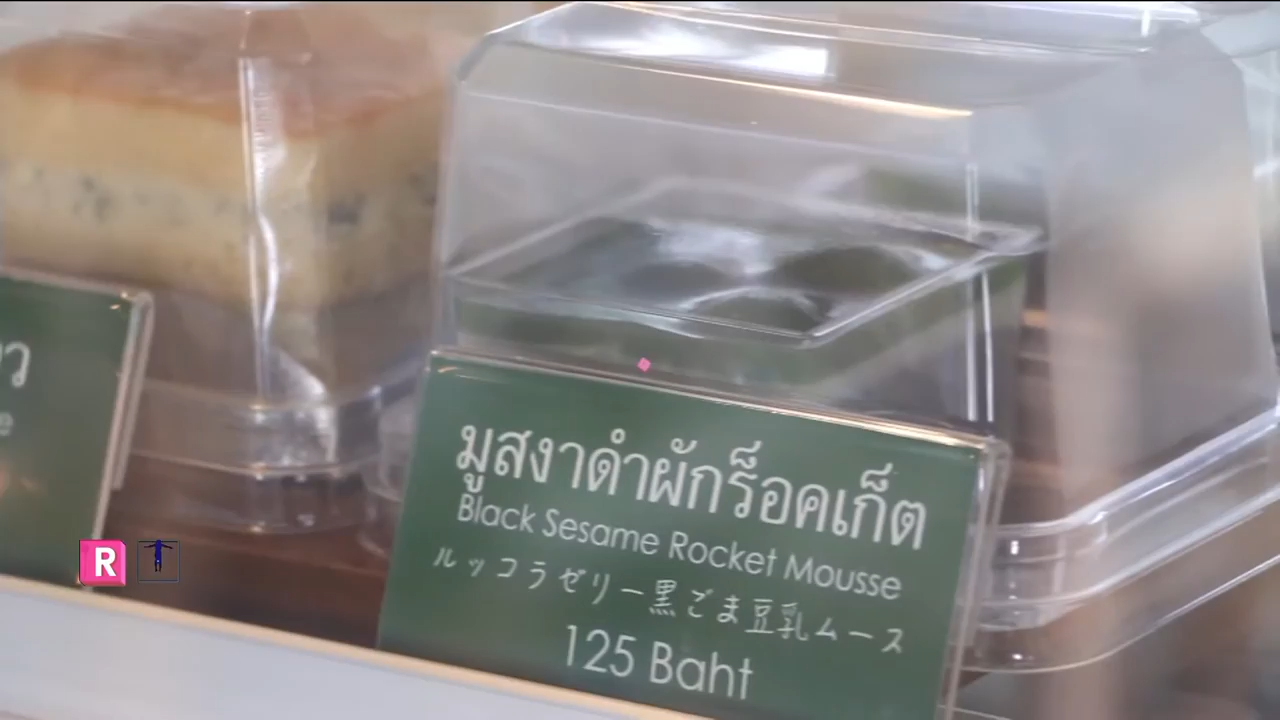 ว
e
มูสงาดำผักร็อคเก็ต
Black Sesame Rocket Mousse
ルッコラゼリー黒ごま豆乳ムース
125 Baht
R